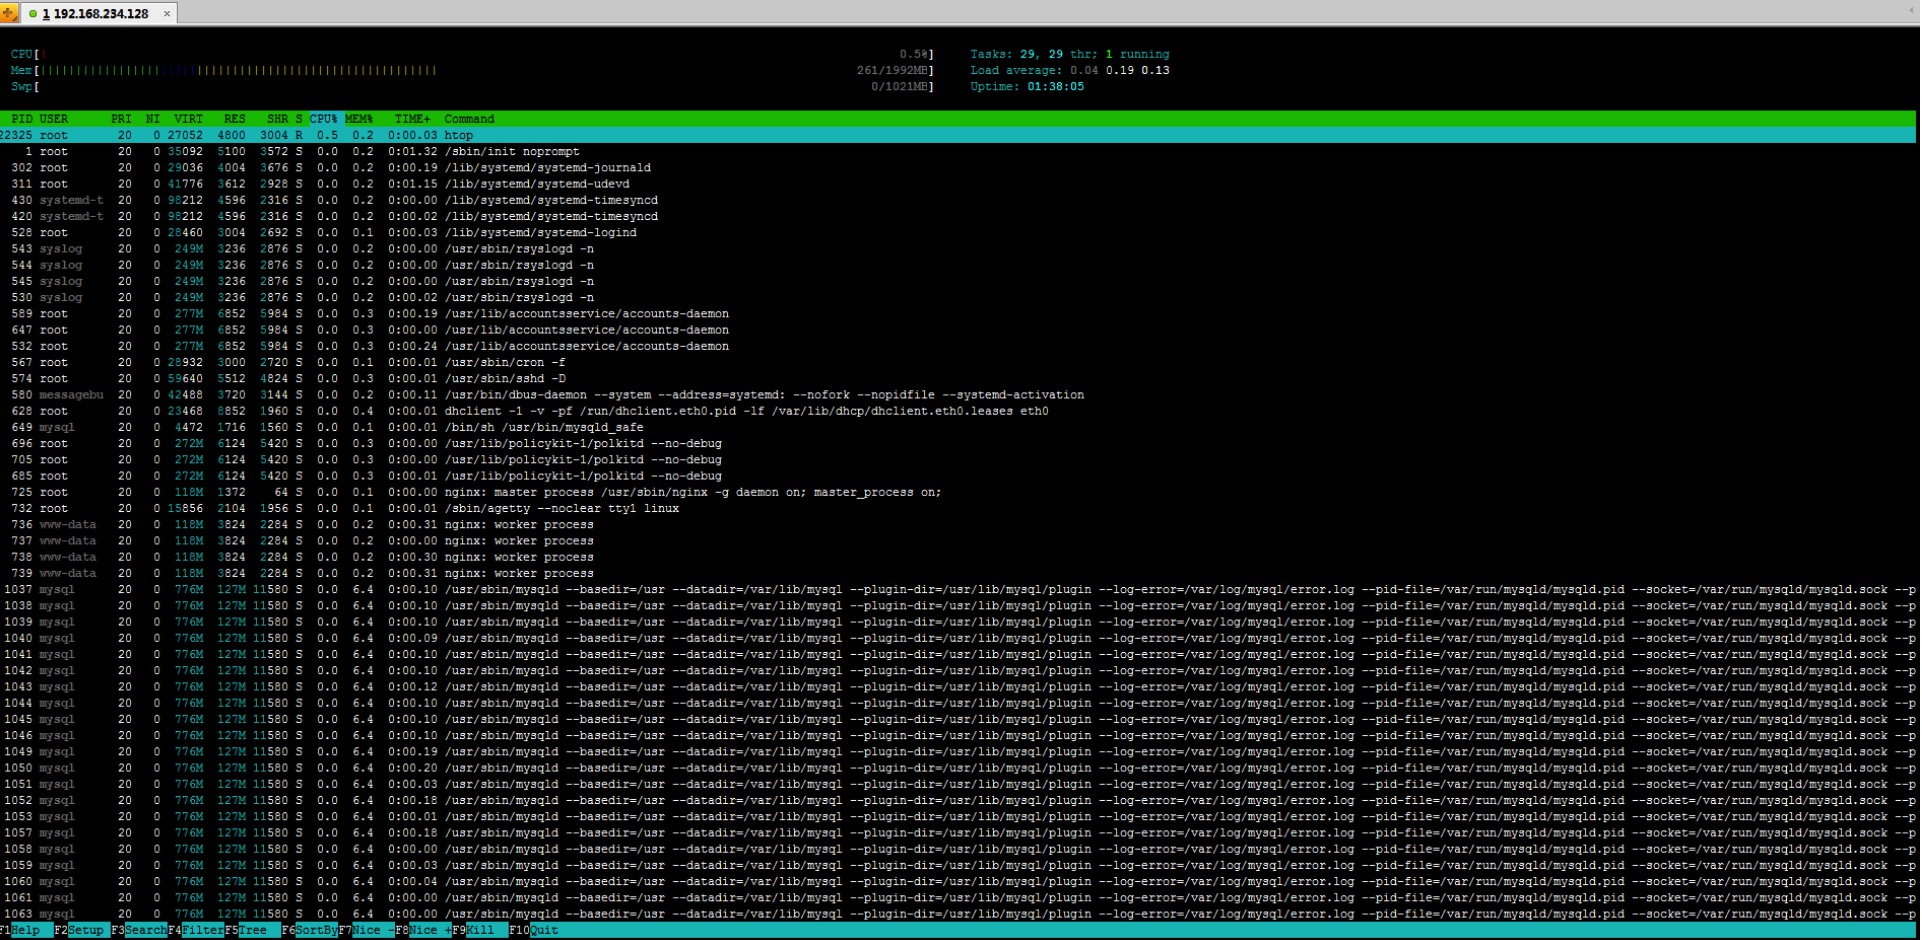 1 192.168.234.128 ×
CPU[| 0.5%] Tasks: 29, 29 thr; 1 running
Mem[|||||||||||||||||||||||||||||||||||||||||||||||||||||||| 261/1992MB] Load average: 0.04 0.19 0.13
Swp[ 0/1021MB] Uptime: 01:38:05
PID USER PRI NI VIRT RES SHR S CPU% MEM% TIME+ Command
22325 root 20 0 27052 4800 3004 R 0.5 0.2 0:00.03 htop
1 root 20 0 35092 5100 3572 S 0.0 0.2 0:01.32 /sbin/init noprompt
302 root 20 0 29036 4004 3676 S 0.0 0.2 0:00.19 /lib/systemd/systemd-journald
311 root 20 0 41776 3612 2928 S 0.0 0.2 0:01.15 /lib/systemd/systemd-udevd
430 systemd-t 20 0 98212 4596 2316 S 0.0 0.2 0:00.00 /lib/systemd/systemd-timesyncd
420 systemd-t 20 0 98212 4596 2316 S 0.0 0.2 0:00.02 /lib/systemd/systemd-timesyncd
528 root 20 0 28460 3004 2692 S 0.0 0.1 0:00.03 /lib/systemd/systemd-logind
543 syslog 20 0 249M 3236 2876 S 0.0 0.2 0:00.00 /usr/sbin/rsyslogd -n
544 syslog 20 0 249M 3236 2876 S 0.0 0.2 0:00.00 /usr/sbin/rsyslogd -n
545 syslog 20 0 249M 3236 2876 S 0.0 0.2 0:00.00 /usr/sbin/rsyslogd -n
530 syslog 20 0 249M 3236 2876 S 0.0 0.2 0:00.02 /usr/sbin/rsyslogd -n
589 root 20 0 277M 6852 5984 S 0.0 0.3 0:00.19 /usr/lib/accountsservice/accounts-daemon
647 root 20 0 277M 6852 5984 S 0.0 0.3 0:00.00 /usr/lib/accountsservice/accounts-daemon
532 root 20 0 277M 6852 5984 S 0.0 0.3 0:00.24 /usr/lib/accountsservice/accounts-daemon
567 root 20 0 28932 3000 2720 S 0.0 0.1 0:00.01 /usr/sbin/cron -f
574 root 20 0 59640 5512 4824 S 0.0 0.3 0:00.01 /usr/sbin/sshd -D
580 messagebu 20 0 42488 3720 3144 S 0.0 0.2 0:00.11 /usr/bin/dbus-daemon --system --address=systemd: --nofork --nopidfile --systemd-activation
628 root 20 0 23468 8852 1960 S 0.0 0.4 0:00.01 dhclient -1 -v -pf /run/dhclient.eth0.pid -lf /var/lib/dhcp/dhclient.eth0.leases eth0
649 mysql 20 0 4472 1716 1560 S 0.0 0.1 0:00.01 /bin/sh /usr/bin/mysqld_safe
696 root 20 0 272M 6124 5420 S 0.0 0.3 0:00.00 /usr/lib/policykit-1/polkitd --no-debug
705 root 20 0 272M 6124 5420 S 0.0 0.3 0:00.00 /usr/lib/policykit-1/polkitd --no-debug
685 root 20 0 272M 6124 5420 S 0.0 0.3 0:00.01 /usr/lib/policykit-1/polkitd --no-debug
725 root 20 0 118M 1372 64 S 0.0 0.1 0:00.00 nginx: master process /usr/sbin/nginx -g daemon on; master_process on;
732 root 20 0 15856 2104 1956 S 0.0 0.1 0:00.01 /sbin/agetty --noclear tty1 linux
736 www-data 20 0 118M 3824 2284 S 0.0 0.2 0:00.31 nginx: worker process
737 www-data 20 0 118M 3824 2284 S 0.0 0.2 0:00.00 nginx: worker process
738 www-data 20 0 118M 3824 2284 S 0.0 0.2 0:00.30 nginx: worker process
739 www-data 20 0 118M 3824 2284 S 0.0 0.2 0:00.31 nginx: worker process
1037 mysql 20 0 776M 127M 11580 S 0.0 6.4 0:00.10 /usr/sbin/mysqld --basedir=/usr --datadir=/var/lib/mysql --plugin-dir=/usr/lib/mysql/plugin --log-error=/var/log/mysql/error.log --pid-file=/var/run/mysqld/mysqld.pid --socket=/var/run/mysqld/mysqld.sock --p
1038 mysql 20 0 776M 127M 11580 S 0.0 6.4 0:00.10 /usr/sbin/mysqld --basedir=/usr --datadir=/var/lib/mysql --plugin-dir=/usr/lib/mysql/plugin --log-error=/var/log/mysql/error.log --pid-file=/var/run/mysqld/mysqld.pid --socket=/var/run/mysqld/mysqld.sock --p
1039 mysql 20 0 776M 127M 11580 S 0.0 6.4 0:00.10 /usr/sbin/mysqld --basedir=/usr --datadir=/var/lib/mysql --plugin-dir=/usr/lib/mysql/plugin --log-error=/var/log/mysql/error.log --pid-file=/var/run/mysqld/mysqld.pid --socket=/var/run/mysqld/mysqld.sock --p
1040 mysql 20 0 776M 127M 11580 S 0.0 6.4 0:00.09 /usr/sbin/mysqld --basedir=/usr --datadir=/var/lib/mysql --plugin-dir=/usr/lib/mysql/plugin --log-error=/var/log/mysql/error.log --pid-file=/var/run/mysqld/mysqld.pid --socket=/var/run/mysqld/mysqld.sock --p
1041 mysql 20 0 776M 127M 11580 S 0.0 6.4 0:00.10 /usr/sbin/mysqld --basedir=/usr --datadir=/var/lib/mysql --plugin-dir=/usr/lib/mysql/plugin --log-error=/var/log/mysql/error.log --pid-file=/var/run/mysqld/mysqld.pid --socket=/var/run/mysqld/mysqld.sock --p
1042 mysql 20 0 776M 127M 11580 S 0.0 6.4 0:00.10 /usr/sbin/mysqld --basedir=/usr --datadir=/var/lib/mysql --plugin-dir=/usr/lib/mysql/plugin --log-error=/var/log/mysql/error.log --pid-file=/var/run/mysqld/mysqld.pid --socket=/var/run/mysqld/mysqld.sock --p
1043 mysql 20 0 776M 127M 11580 S 0.0 6.4 0:00.12 /usr/sbin/mysqld --basedir=/usr --datadir=/var/lib/mysql --plugin-dir=/usr/lib/mysql/plugin --log-error=/var/log/mysql/error.log --pid-file=/var/run/mysqld/mysqld.pid --socket=/var/run/mysqld/mysqld.sock --p
1044 mysql 20 0 776M 127M 11580 S 0.0 6.4 0:00.10 /usr/sbin/mysqld --basedir=/usr --datadir=/var/lib/mysql --plugin-dir=/usr/lib/mysql/plugin --log-error=/var/log/mysql/error.log --pid-file=/var/run/mysqld/mysqld.pid --socket=/var/run/mysqld/mysqld.sock --p
1045 mysql 20 0 776M 127M 11580 S 0.0 6.4 0:00.10 /usr/sbin/mysqld --basedir=/usr --datadir=/var/lib/mysql --plugin-dir=/usr/lib/mysql/plugin --log-error=/var/log/mysql/error.log --pid-file=/var/run/mysqld/mysqld.pid --socket=/var/run/mysqld/mysqld.sock --p
1046 mysql 20 0 776M 127M 11580 S 0.0 6.4 0:00.10 /usr/sbin/mysqld --basedir=/usr --datadir=/var/lib/mysql --plugin-dir=/usr/lib/mysql/plugin --log-error=/var/log/mysql/error.log --pid-file=/var/run/mysqld/mysqld.pid --socket=/var/run/mysqld/mysqld.sock --p
1049 mysql 20 0 776M 127M 11580 S 0.0 6.4 0:00.19 /usr/sbin/mysqld --basedir=/usr --datadir=/var/lib/mysql --plugin-dir=/usr/lib/mysql/plugin --log-error=/var/log/mysql/error.log --pid-file=/var/run/mysqld/mysqld.pid --socket=/var/run/mysqld/mysqld.sock --p
1050 mysql 20 0 776M 127M 11580 S 0.0 6.4 0:00.20 /usr/sbin/mysqld --basedir=/usr --datadir=/var/lib/mysql --plugin-dir=/usr/lib/mysql/plugin --log-error=/var/log/mysql/error.log --pid-file=/var/run/mysqld/mysqld.pid --socket=/var/run/mysqld/mysqld.sock --p
1051 mysql 20 0 776M 127M 11580 S 0.0 6.4 0:00.03 /usr/sbin/mysqld --basedir=/usr --datadir=/var/lib/mysql --plugin-dir=/usr/lib/mysql/plugin --log-error=/var/log/mysql/error.log --pid-file=/var/run/mysqld/mysqld.pid --socket=/var/run/mysqld/mysqld.sock --p
1052 mysql 20 0 776M 127M 11580 S 0.0 6.4 0:00.18 /usr/sbin/mysqld --basedir=/usr --datadir=/var/lib/mysql --plugin-dir=/usr/lib/mysql/plugin --log-error=/var/log/mysql/error.log --pid-file=/var/run/mysqld/mysqld.pid --socket=/var/run/mysqld/mysqld.sock --p
1053 mysql 20 0 776M 127M 11580 S 0.0 6.4 0:00.01 /usr/sbin/mysqld --basedir=/usr --datadir=/var/lib/mysql --plugin-dir=/usr/lib/mysql/plugin --log-error=/var/log/mysql/error.log --pid-file=/var/run/mysqld/mysqld.pid --socket=/var/run/mysqld/mysqld.sock --p
1057 mysql 20 0 776M 127M 11580 S 0.0 6.4 0:00.18 /usr/sbin/mysqld --basedir=/usr --datadir=/var/lib/mysql --plugin-dir=/usr/lib/mysql/plugin --log-error=/var/log/mysql/error.log --pid-file=/var/run/mysqld/mysqld.pid --socket=/var/run/mysqld/mysqld.sock --p
1058 mysql 20 0 776M 127M 11580 S 0.0 6.4 0:00.00 /usr/sbin/mysqld --basedir=/usr --datadir=/var/lib/mysql --plugin-dir=/usr/lib/mysql/plugin --log-error=/var/log/mysql/error.log --pid-file=/var/run/mysqld/mysqld.pid --socket=/var/run/mysqld/mysqld.sock --p
1059 mysql 20 0 776M 127M 11580 S 0.0 6.4 0:00.03 /usr/sbin/mysqld --basedir=/usr --datadir=/var/lib/mysql --plugin-dir=/usr/lib/mysql/plugin --log-error=/var/log/mysql/error.log --pid-file=/var/run/mysqld/mysqld.pid --socket=/var/run/mysqld/mysqld.sock --p
1060 mysql 20 0 776M 127M 11580 S 0.0 6.4 0:00.04 /usr/sbin/mysqld --basedir=/usr --datadir=/var/lib/mysql --plugin-dir=/usr/lib/mysql/plugin --log-error=/var/log/mysql/error.log --pid-file=/var/run/mysqld/mysqld.pid --socket=/var/run/mysqld/mysqld.sock --p
1061 mysql 20 0 776M 127M 11580 S 0.0 6.4 0:00.00 /usr/sbin/mysqld --basedir=/usr --datadir=/var/lib/mysql --plugin-dir=/usr/lib/mysql/plugin --log-error=/var/log/mysql/error.log --pid-file=/var/run/mysqld/mysqld.pid --socket=/var/run/mysqld/mysqld.sock --p
1063 mysql 20 0 776M 127M 11580 S 0.0 6.4 0:00.00 /usr/sbin/mysqld --basedir=/usr --datadir=/var/lib/mysql --plugin-dir=/usr/lib/mysql/plugin --log-error=/var/log/mysql/error.log --pid-file=/var/run/mysqld/mysqld.pid --socket=/var/run/mysqld/mysqld.sock --p
F1Help F2Setup F3SearchF4FilterF5Tree F6SortByF7Nice -F8Nice +F9Kill F10Quit